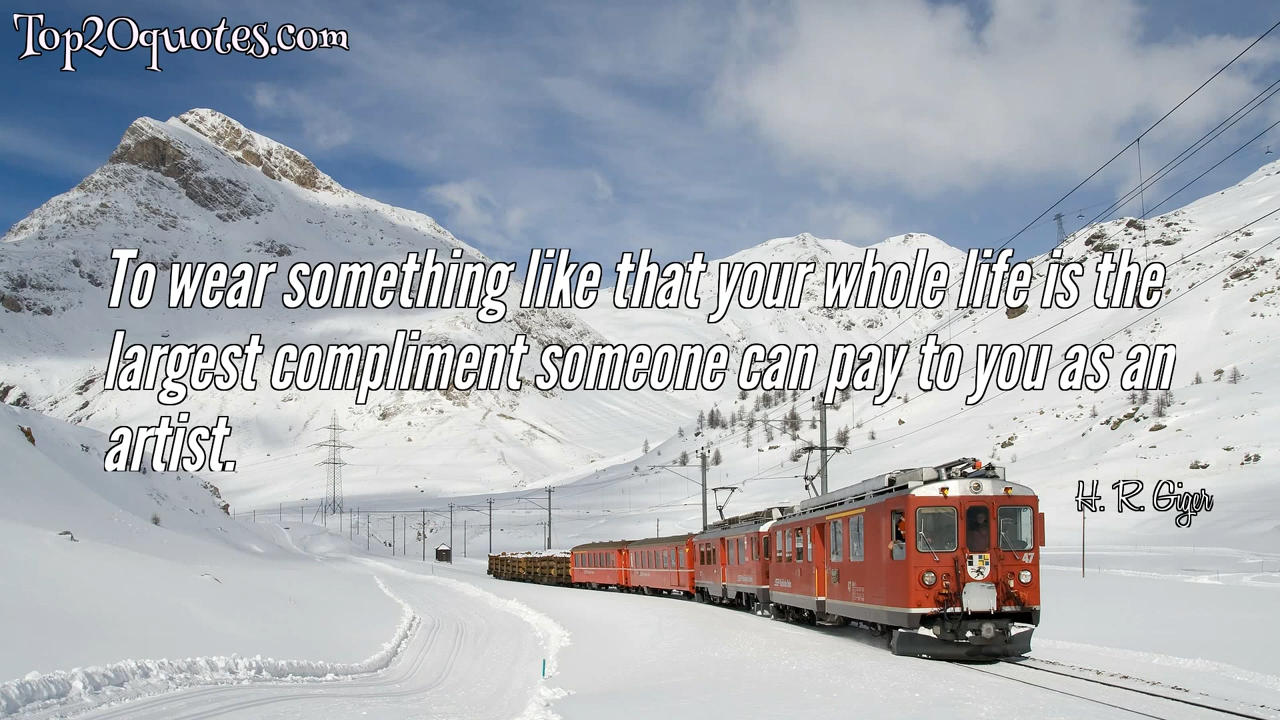 Top20quotes.com
To wear something like that your whole life is the
largest compliment someone can pay to you as an
artist.
H. R. Giger
47